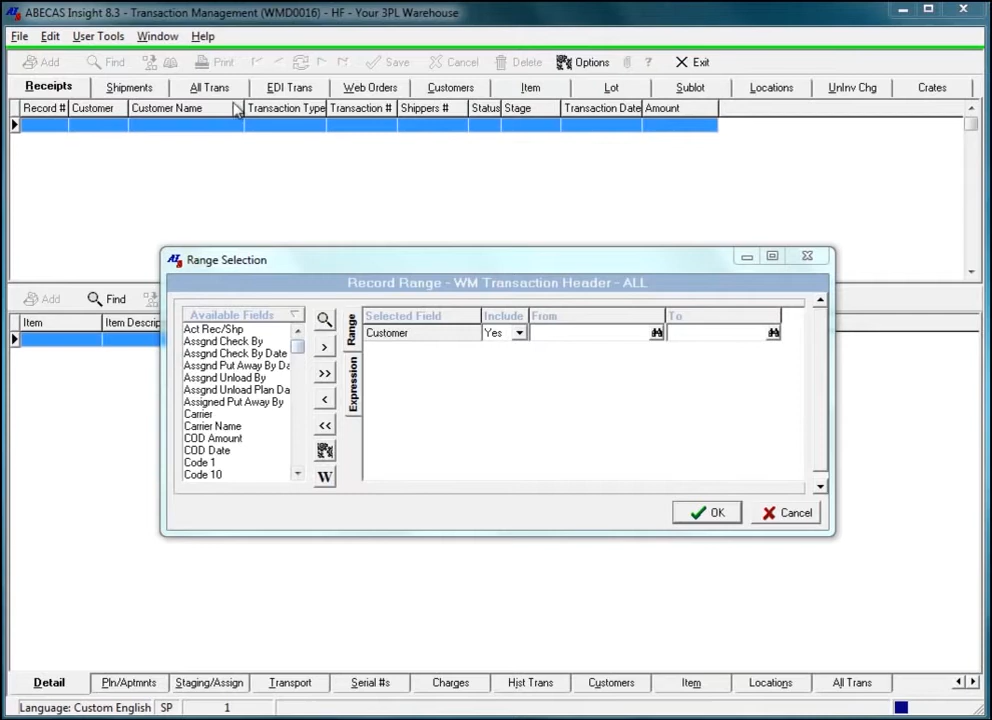 ABECAS Insight 8.3 - Transaction Management (WMD0016) - HF - Your 3PL Warehouse
File Edit User Tools Window Help
Add Find Print Save Cancel Delete Options ? Exit
Receipts Shipments All Trans EDI Trans Web Orders Customers Item Lot Sublot Locations UnInv Chg Crates
Record # Customer Customer Name Transaction Type Transaction # Shippers # Status Stage Transaction Date Amount
Range Selection
Record Range - WM Transaction Header - ALL
Add Find
Item Item Descrip
Available Fields
Act Rec/Shp
Assgnd Check By
Assgnd Check By Date
Assgnd Put Away By Da
Assgnd Unload By
Assgnd Unload Plan Da
Assigned Put Away By
Carrier
Carrier Name
COD Amount
COD Date
Code 1
Code 10
> >> < << W
Range
Expression
Selected Field Include From To
Customer Yes
OK Cancel
Detail Pln/Aptmnts Staging/Assign Transport Serial #s Charges Hist Trans Customers Item Locations All Trans
Language: Custom English SP 1